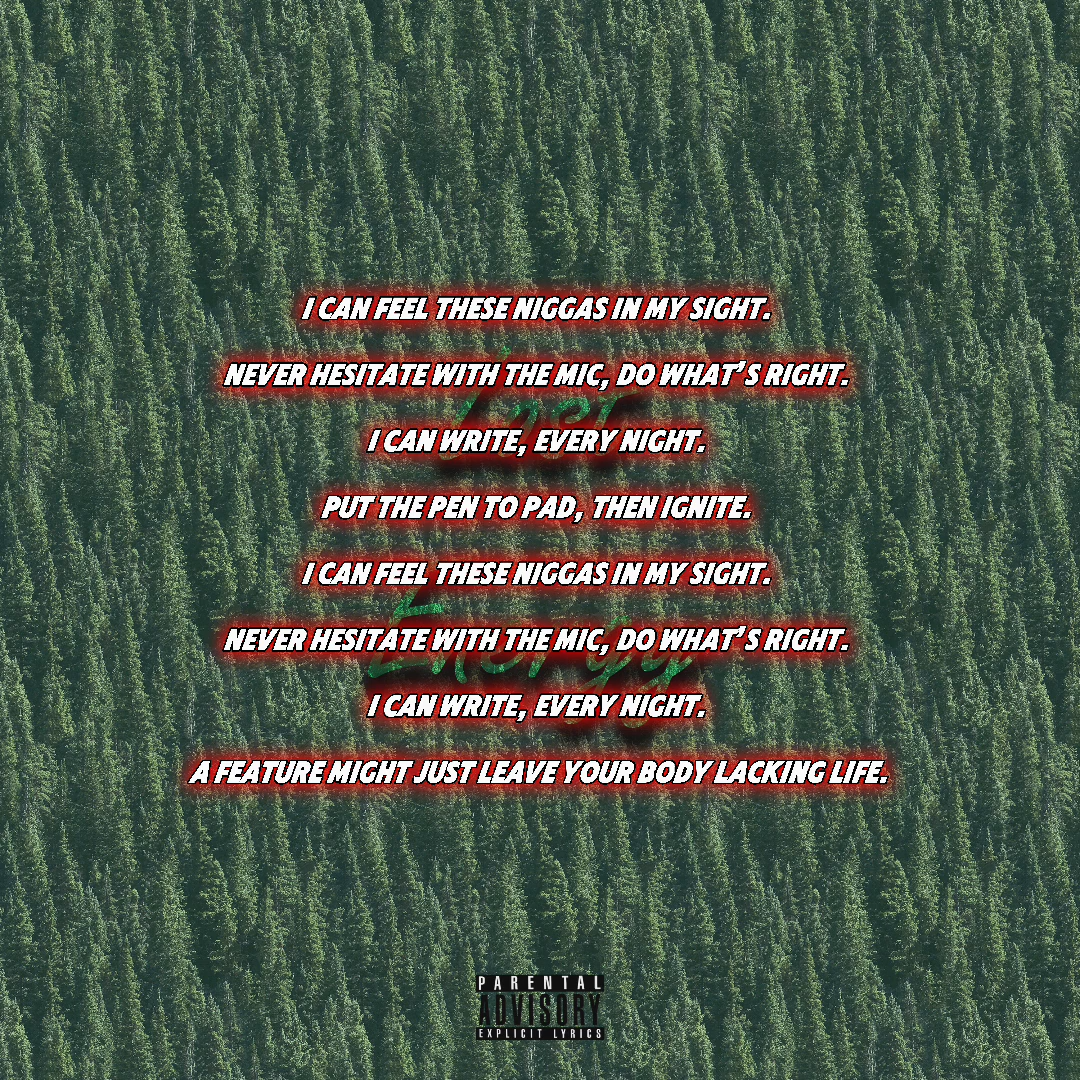 I CAN FEEL THESE NIGGAS IN MY SIGHT.
NEVER HESITATE WITH THE MIC, DO WHAT'S RIGHT.
Lost
I CAN WRITE, EVERY NIGHT.
PUT THE PEN TO PAD, THEN IGNITE.
I CAN FEEL THESE NIGGAS IN MY SIGHT.
NEVER HESITATE WITH THE MIC, DO WHAT'S RIGHT.
Energy
I CAN WRITE, EVERY NIGHT.
A FEATURE MIGHT JUST LEAVE YOUR BODY LACKING LIFE.
PARENTAL
ADVISORY
EXPLICIT LYRICS